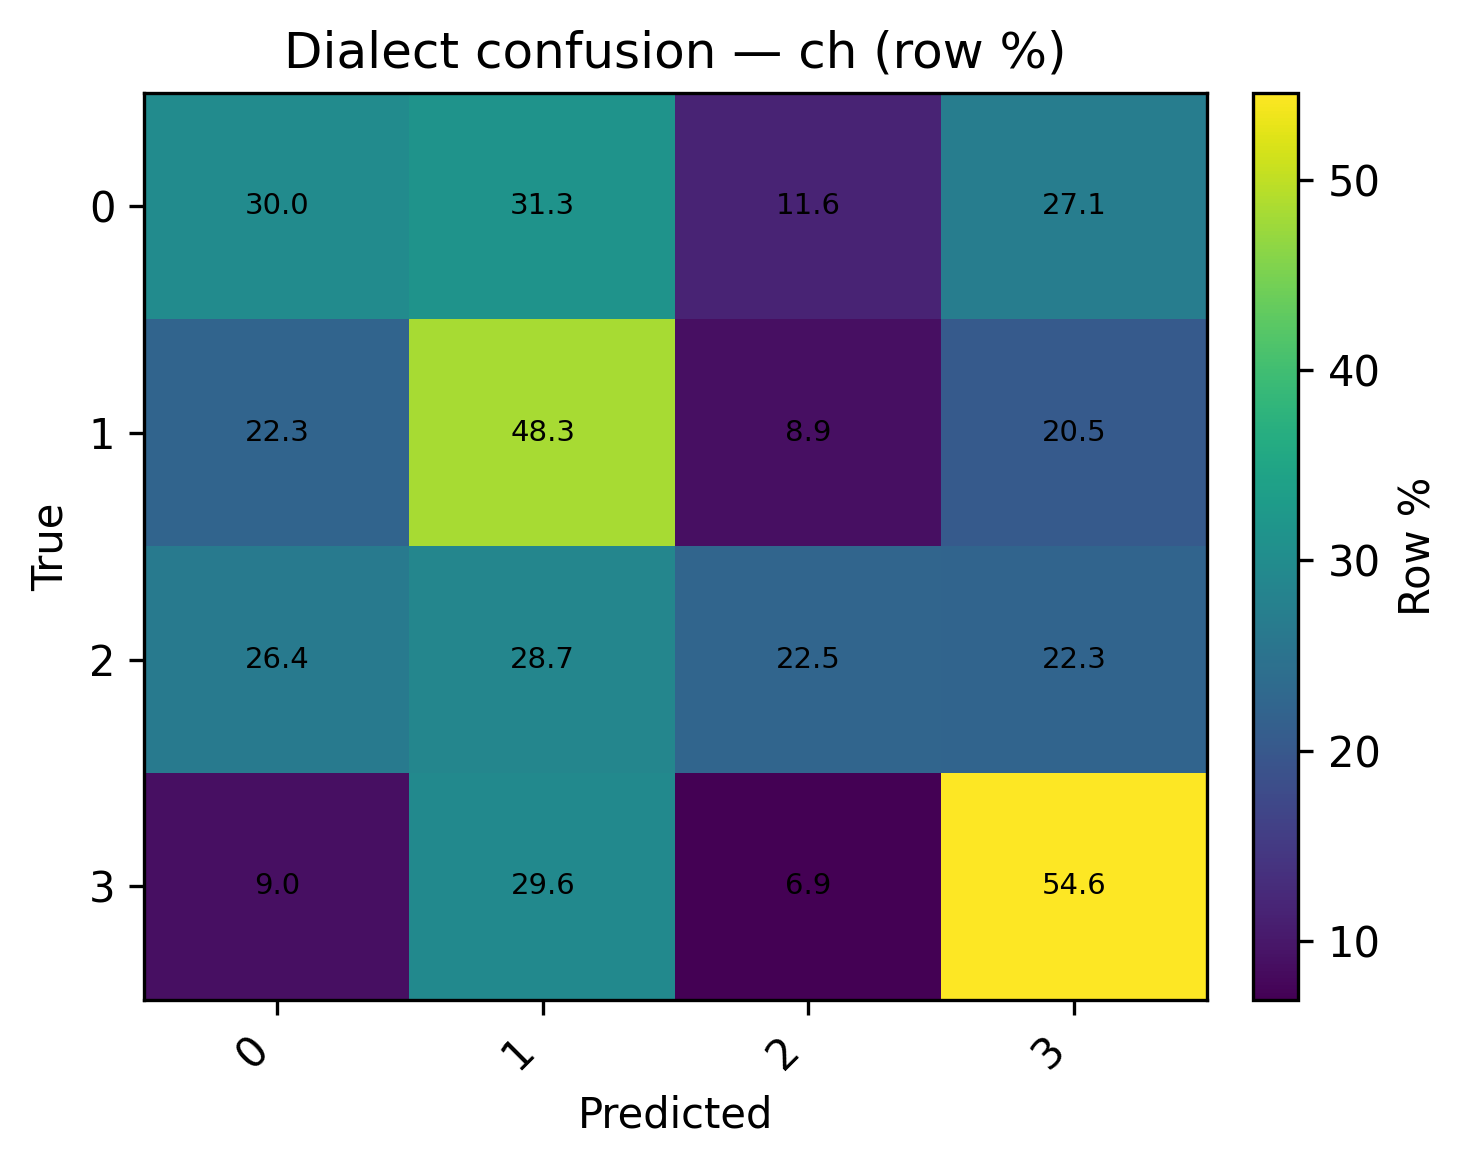 Dialect confusion — ch (row %)
0 30.0 31.3 11.6 27.1
1 22.3 48.3 8.9 20.5
2 26.4 28.7 22.5 22.3
3 9.0 29.6 6.9 54.6
0 1 2 3
Predicted
True
50
40
30
20
10
Row %